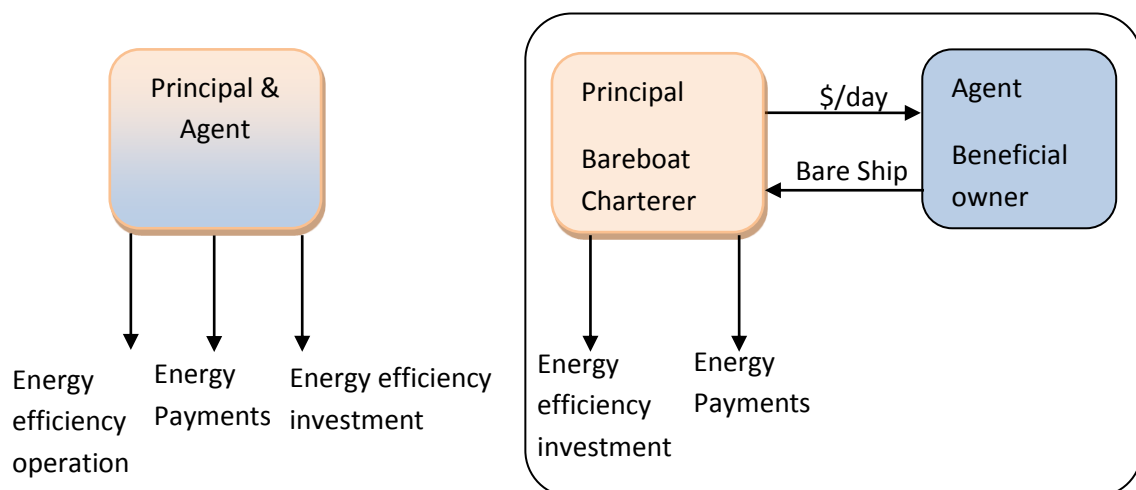 Principal &
Agent
Energy
efficiency
operation
Energy
Payments
Energy efficiency
investment
Principal
Bareboat
Charterer
$/day
Bare Ship
Agent
Beneficial
owner
Energy
efficiency
investment
Energy
Payments